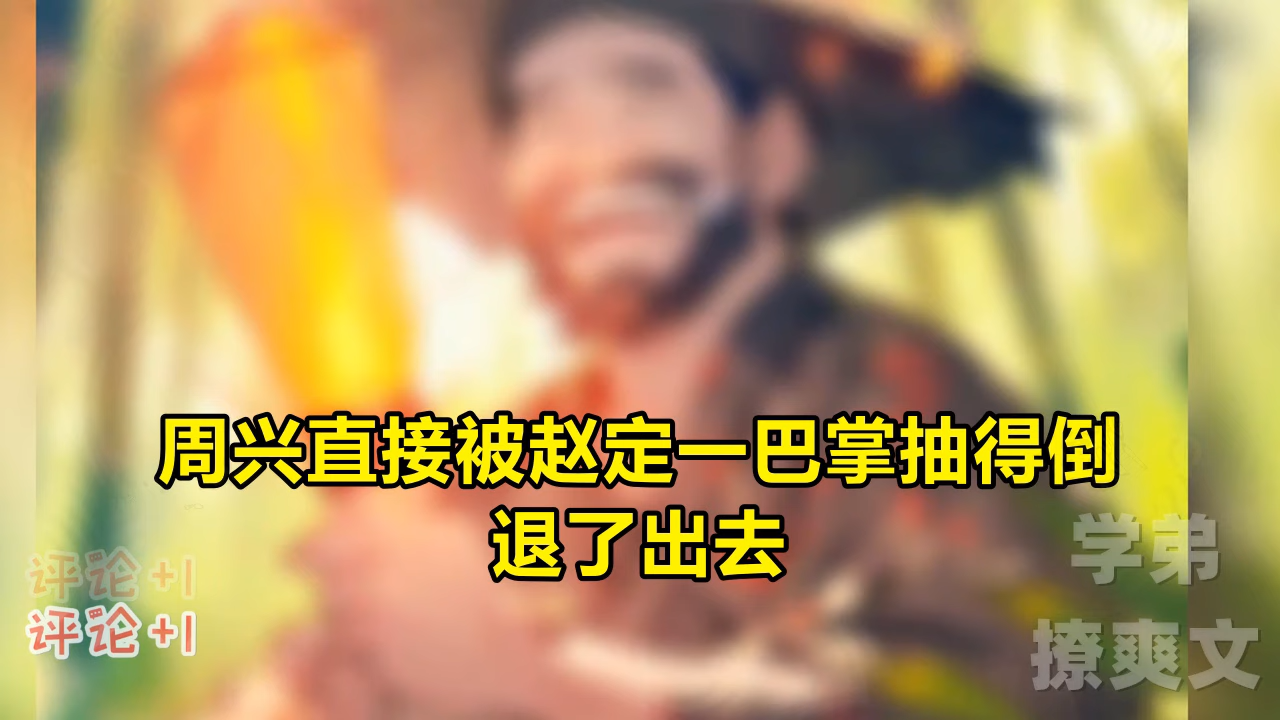 周兴直接被赵定一巴掌抽得倒
退了出去
学弟
撩爽文
评论+1
评论+1